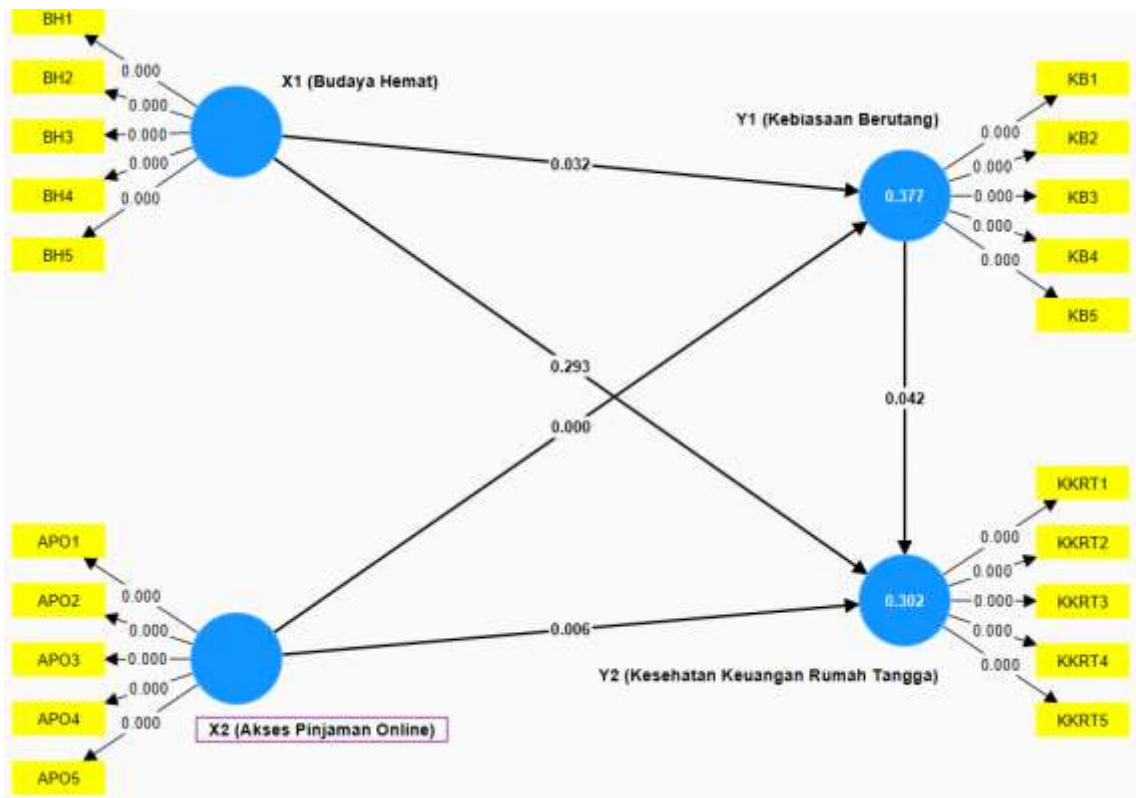 BH1
BH2
BH3
BH4
BH5
0.000
0.000
0.000
0.000
0.000
X1 (Budaya Hemat)
0.032
0.293
0.000
0.006
0.042
Y1 (Kebiasaan Berutang)
0.377
0.000
0.000
0.000
0.000
0.000
KB1
KB2
KB3
KB4
KB5
APO1
APO2
APO3
APO4
APO5
0.000
0.000
0.000
0.000
0.000
X2 (Akses Pinjaman Online)
0.302
Y2 (Kesehatan Keuangan Rumah Tangga)
0.000
0.000
0.000
0.000
0.000
KKRT1
KKRT2
KKRT3
KKRT4
KKRT5